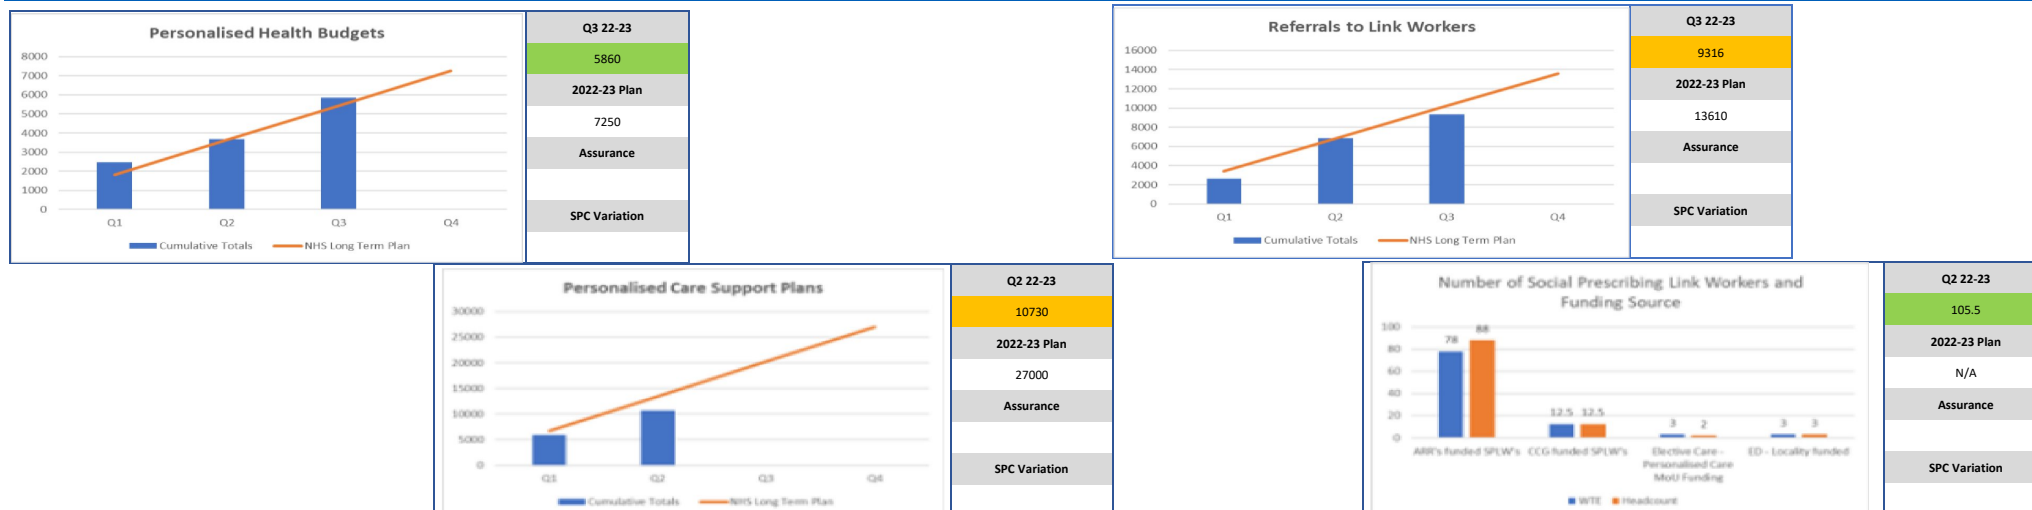 Personalised Health Budgets
8000
7000
6000
5000
4000
3000
2000
1000
0
Q1 Q2 Q3 Q4
Cumulative Totals NHS Long Term Plan
Q3 22-23
5860
2022-23 Plan
7250
Assurance
SPC Variation
Referrals to Link Workers
16000
14000
12000
10000
8000
6000
4000
2000
0
Q1 Q2 Q3 Q4
Cumulative Totals NHS Long Term Plan
Q3 22-23
9316
2022-23 Plan
13610
Assurance
SPC Variation
Personalised Care Support Plans
30000
25000
20000
15000
10000
5000
0
Q1 Q2 Q3 Q4
Cumulative Totals NHS Long Term Plan
Q2 22-23
10730
2022-23 Plan
27000
Assurance
SPC Variation
Number of Social Prescribing Link Workers and
Funding Source
100
80
60
40
20
0
78 88
12.5 12.5
3 2
3 3
ARR's funded SPLW's CCG funded SPLW's Elective Care - ED - Locality funded
Personalised Care
MoU Funding
WTE Headcount
Q2 22-23
105.5
2022-23 Plan
N/A
Assurance
SPC Variation